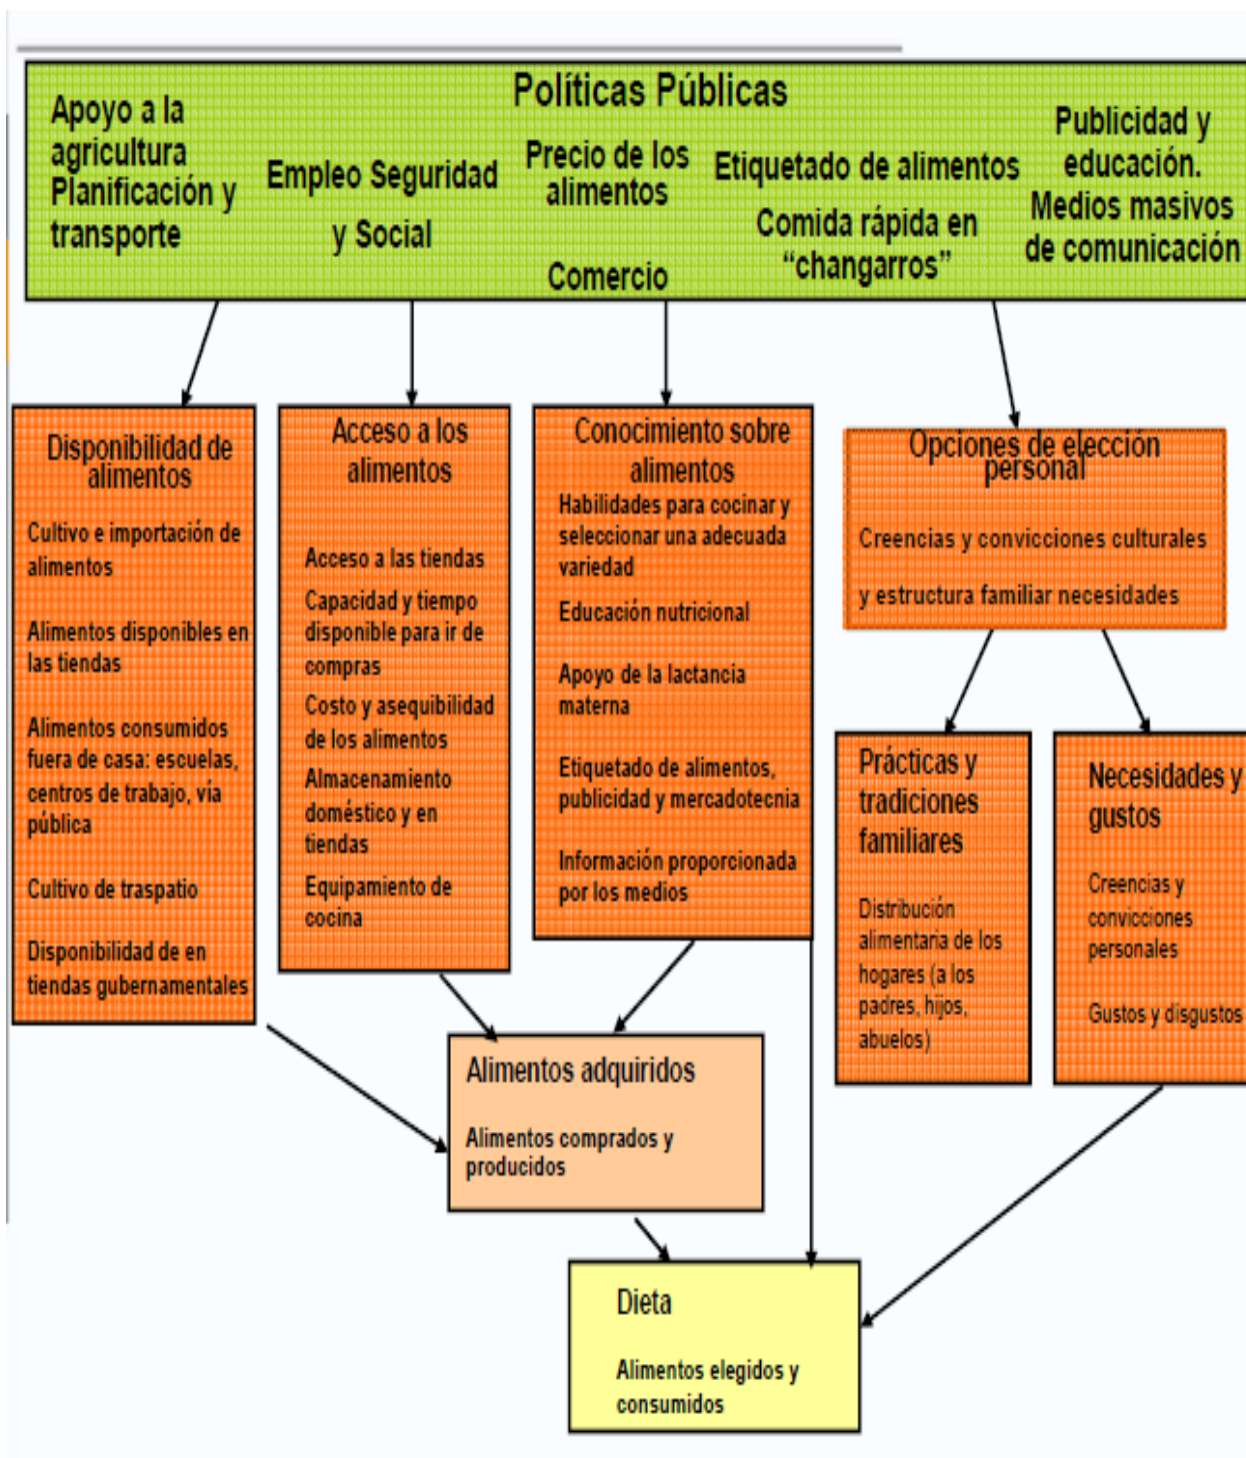 Políticas Públicas
Apoyo a la
agricultura
Planificación y
transporte
Empleo Seguridad
y Social
Precio de los
alimentos
Comercio
Etiquetado de alimentos
Comida rápida en
“changarros”
Publicidad y
educación.
Medios masivos
de comunicación
Disponibilidad de
alimentos
Cultivo e importación de
alimentos
Alimentos disponibles en
las tiendas
Alimentos consumidos
fuera de casa: escuelas,
centros de trabajo, vía
pública
Cultivo de traspatio
Disponibilidad de en
tiendas gubernamentales
Acceso a los
alimentos
Acceso a las tiendas
Capacidad y tiempo
disponible para ir de
compras
Costo y asequibilidad
de los alimentos
Almacenamiento
doméstico y en
tiendas
Equipamiento de
cocina
Conocimiento sobre
alimentos
Habilidades para cocinar y
seleccionar una adecuada
variedad
Educación nutricional
Apoyo de la lactancia
materna
Etiquetado de alimentos,
publicidad y mercadotecnia
Información proporcionada
por los medios
Opciones de elección
personal
Creencias y convicciones culturales
y estructura familiar necesidades
Prácticas y
tradiciones
familiares
Distribución
alimentaria de los
hogares (a los
padres, hijos,
abuelos)
Necesidades y
gustos
Creencias y
convicciones
personales
Gustos y disgustos
Alimentos adquiridos
Alimentos comprados y
producidos
Dieta
Alimentos elegidos y
consumidos